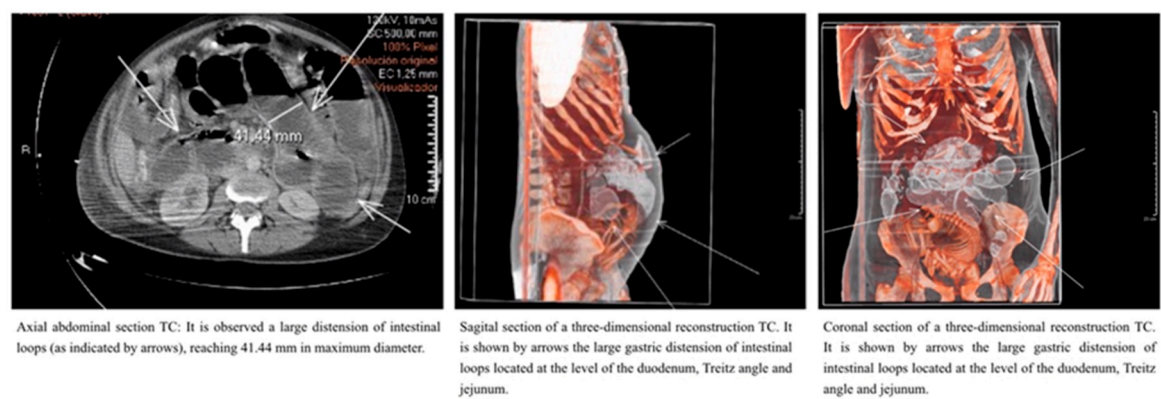 120kV, 10mAs
SC 500,00 mm
100% Pixel
Resolución original
EC 1,25 mm
Visualizador
41.44 mm
R
10 cm
Axial abdominal section TC: It is observed a large distension of intestinal
loops (as indicated by arrows), reaching 41.44 mm in maximum diameter.
Sagital section of a three-dimensional reconstruction TC. It
is shown by arrows the large gastric distension of intestinal
loops located at the level of the duodenum, Treitz angle and
jejunum.
Coronal section of a three-dimensional reconstruction TC.
It is shown by arrows the large gastric distension of
intestinal loops located at the level of the duodenum, Treitz
angle and jejunum.